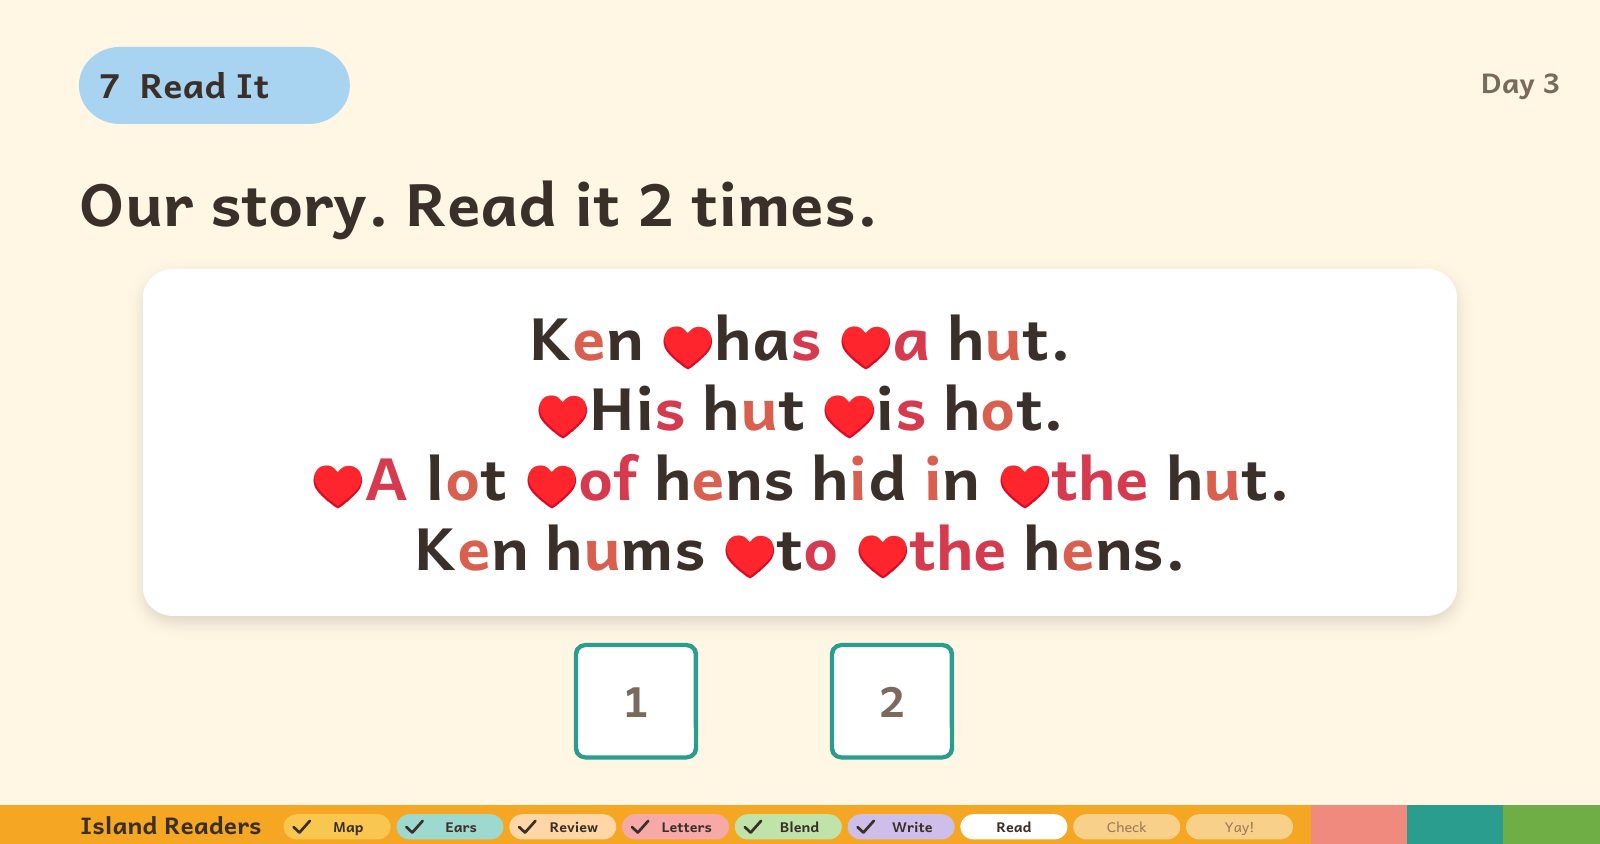 7 Read It
Day 3
Our story. Read it 2 times.
Ken ❤has ❤a hut.
❤His hut ❤is hot.
❤A lot ❤of hens hid in ❤the hut.
Ken hums ❤to ❤the hens.
1
2
Island Readers ✓ Map ✓ Ears ✓ Review ✓ Letters ✓ Blend ✓ Write Read Check Yay!